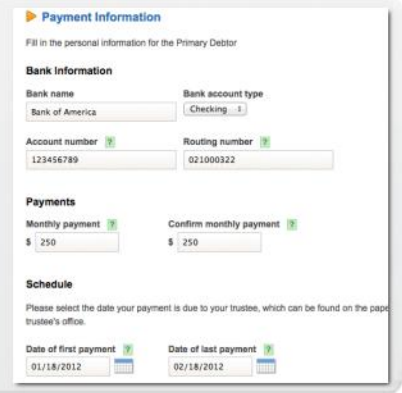 Payment Information
Fill in the personal information for the Primary Debtor
Bank Information
Bank name Bank account type
Bank of America Checking
Account number ? Routing number ?
123456789 021000322
Payments
Monthly payment ? Confirm monthly payment ?
$ 250 $ 250
Schedule
Please select the date your payment is due to your trustee, which can be found on the pape
trustee's office.
Date of first payment ? Date of last payment ?
01/18/2012 02/18/2012